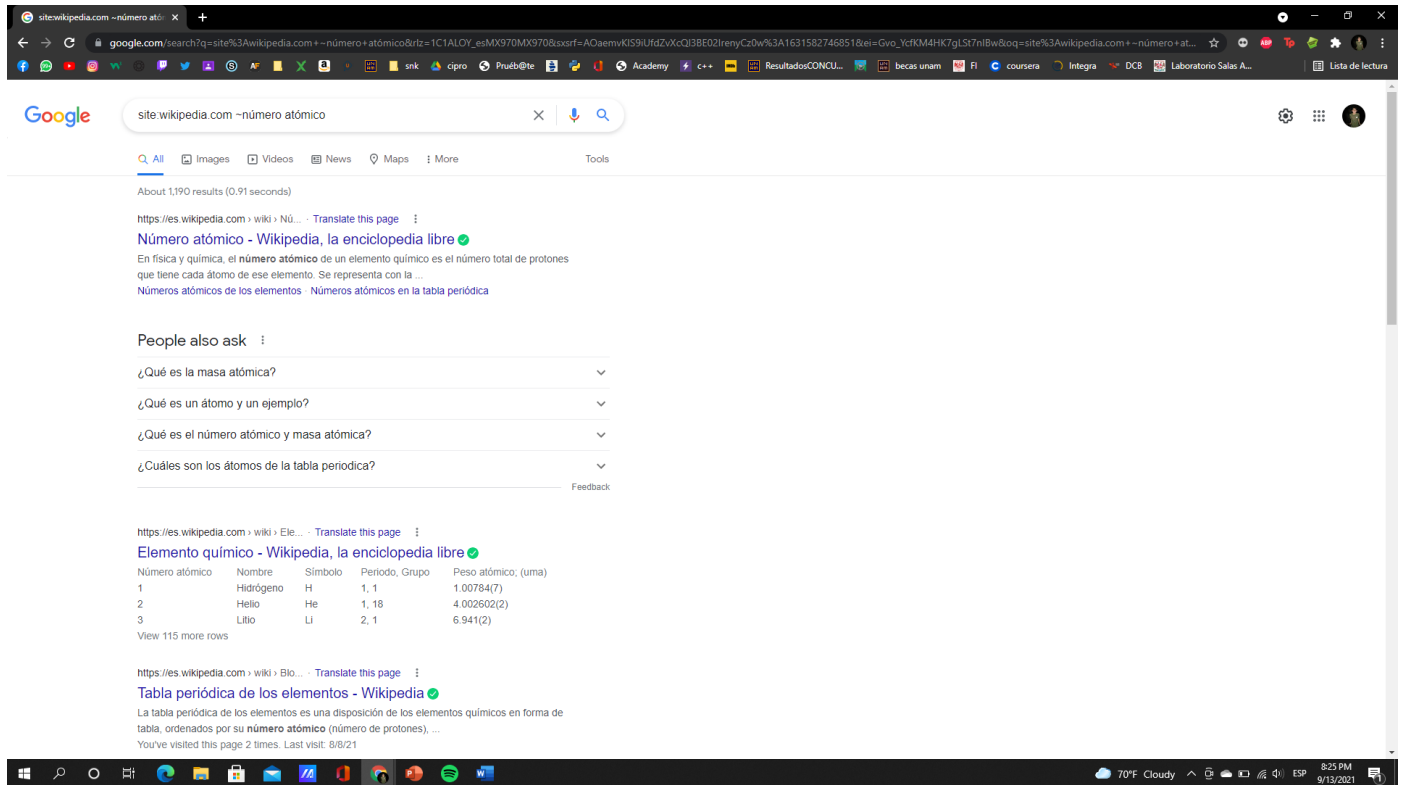 site:wikipedia.com ~número ató
google.com/search?q=site%3Awikipedia.com+~número+atómico&rlz=1C1ALOY_esMX970MX970&sxsrf=AOaemvKlS9iUfdZvXcQl3BE02IrenyCz0w%3A1631582746851&ei=Gvo_YcfKM4HK7gLSt7nIBw&oq=site%3Awikipedia.com+~número+at...
snk cipro Pruéb@te Academy c++ ResultadosCONCU... becas unam FI coursera Integra DCB Laboratorio Salas A... Lista de lectura
Google
site:wikipedia.com ~número atómico
All Images Videos News Maps More Tools
About 1,190 results (0.91 seconds)
https://es.wikipedia.com › wiki › Nú... · Translate this page
Número atómico - Wikipedia, la enciclopedia libre
En física y química, el número atómico de un elemento químico es el número total de protones
que tiene cada átomo de ese elemento. Se representa con la ...
Números atómicos de los elementos · Números atómicos en la tabla periódica
People also ask
¿Qué es la masa atómica?
¿Qué es un átomo y un ejemplo?
¿Qué es el número atómico y masa atómica?
¿Cuáles son los átomos de la tabla periodica?
Feedback
https://es.wikipedia.com › wiki › Ele... · Translate this page
Elemento químico - Wikipedia, la enciclopedia libre
Número atómico Nombre Símbolo Periodo, Grupo Peso atómico; (uma)
1 Hidrógeno H 1, 1 1.00784(7)
2 Helio He 1, 18 4.002602(2)
3 Litio Li 2, 1 6.941(2)
View 115 more rows
https://es.wikipedia.com › wiki › Blo... · Translate this page
Tabla periódica de los elementos - Wikipedia
La tabla periódica de los elementos es una disposición de los elementos químicos en forma de
tabla, ordenados por su número atómico (número de protones), ...
You've visited this page 2 times. Last visit: 8/8/21
70°F Cloudy ESP 8:25 PM
9/13/2021